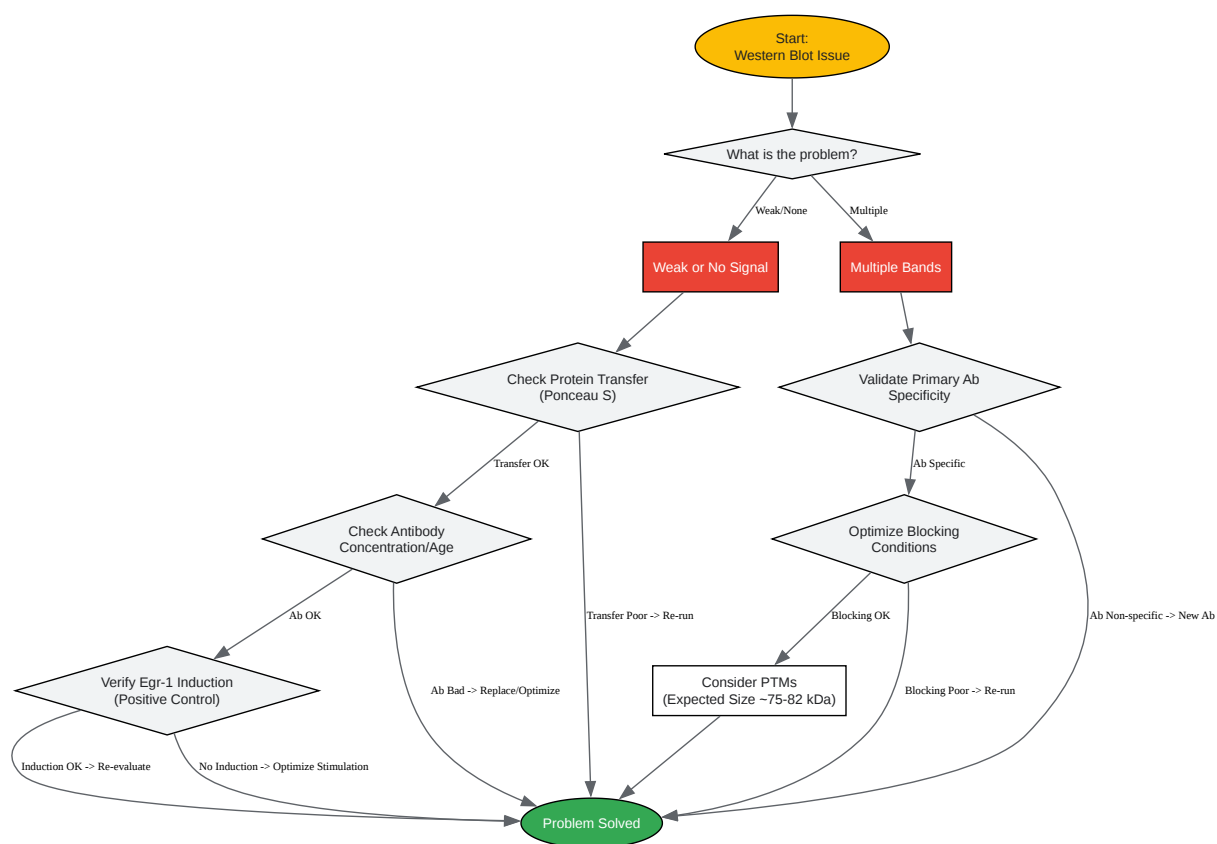 Start:
Western Blot Issue
What is the problem?
Weak/None
Multiple
Weak or No Signal
Multiple Bands
Check Protein Transfer
(Ponceau S)
Validate Primary Ab
Specificity
Transfer OK
Ab Specific
Check Antibody
Concentration/Age
Optimize Blocking
Conditions
Ab OK
Transfer Poor -> Re-run
Blocking OK
Ab Non-specific -> New Ab
Verify Egr-1 Induction
(Positive Control)
Ab Bad -> Replace/Optimize
Consider PTMs
(Expected Size ~75-82 kDa)
Blocking Poor -> Re-run
Induction OK -> Re-evaluate
No Induction -> Optimize Stimulation
Problem Solved